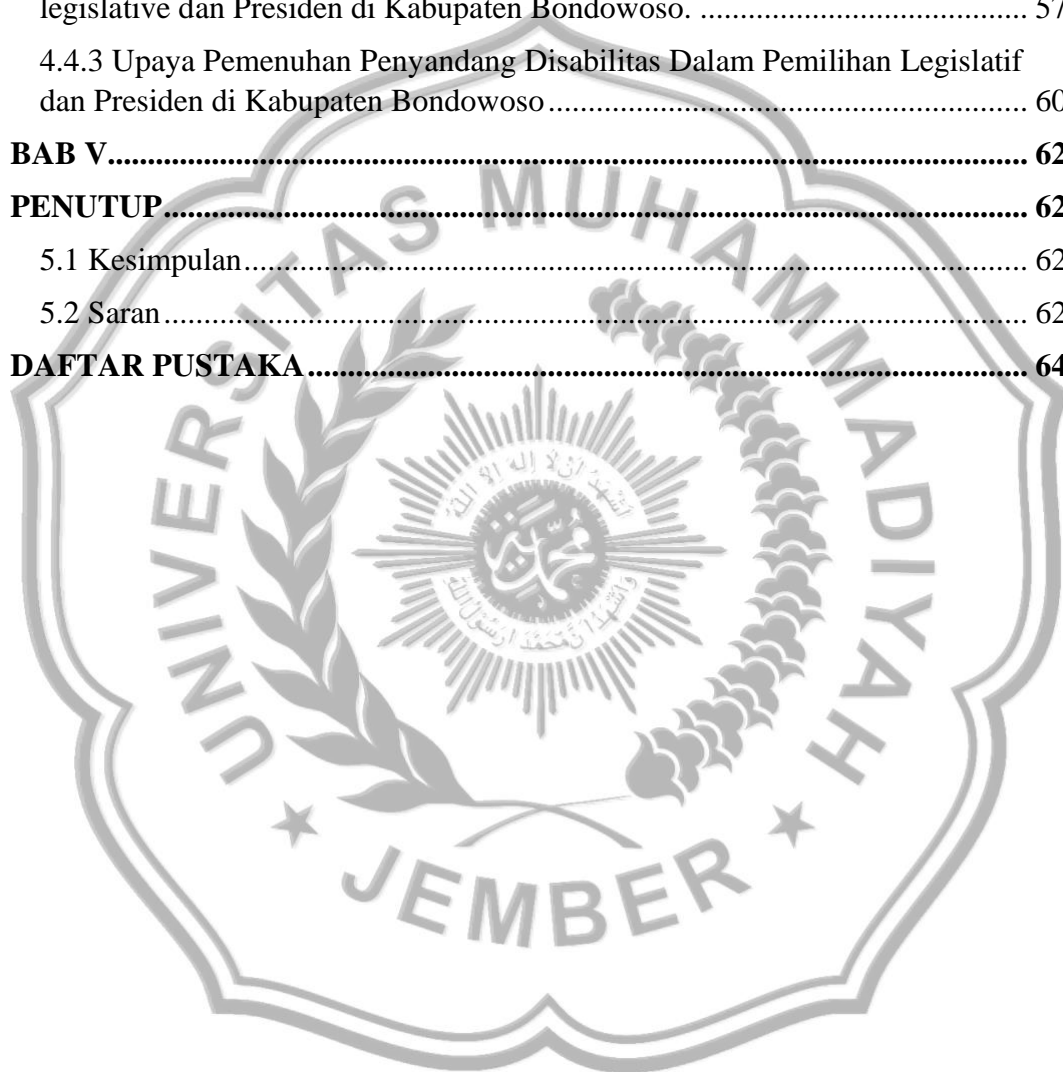 legislative dan Presiden di Kabupaten Bondowoso. .......................................... 57
4.4.3 Upaya Pemenuhan Penyandang Disabilitas Dalam Pemilihan Legislatif
dan Presiden di Kabupaten Bondowoso.............................................................. 60
BAB V...................................................................................................................... 62
PENUTUP............................................................................................................... 62
5.1 Kesimpulan..................................................................................................... 62
5.2 Saran............................................................................................................... 62
DAFTAR PUSTAKA............................................................................................ 64
UNIVERSITAS MUHAMMADIYAH
JEMBER